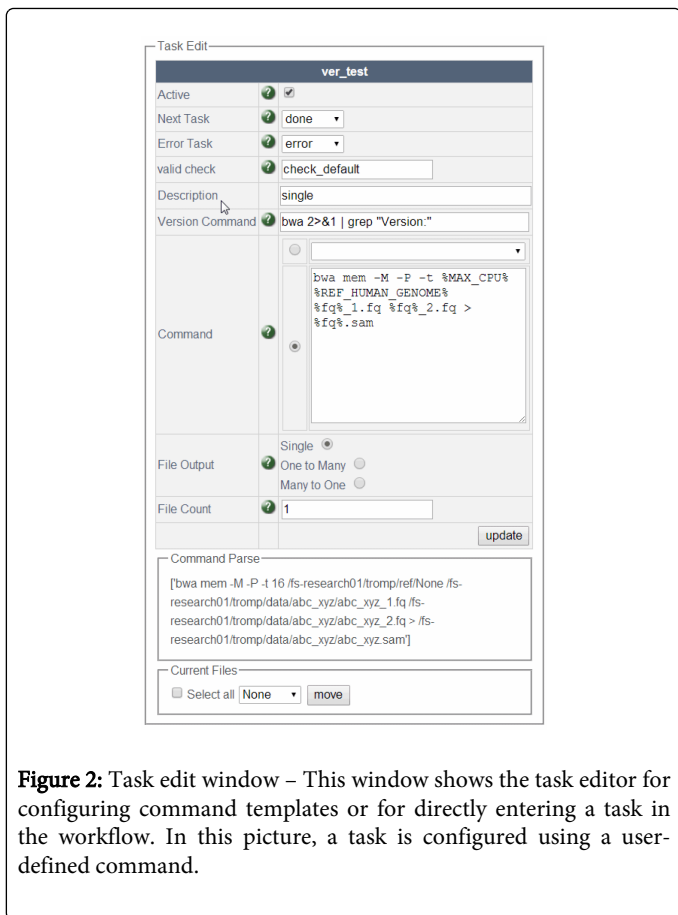 Task Edit
ver_test
Active
Next Task done
Error Task error
valid check check_default
Description single
Version Command bwa 2>&1 | grep "Version:"
Command
bwa mem -M -P -t %MAX_CPU%
%REF_HUMAN_GENOME%
%fq%_1.fq %fq%_2.fq >
%fq%.sam
File Output
Single
One to Many
Many to One
File Count 1
update
Command Parse
['bwa mem -M -P -t 16 /fs-research01/tromp/ref/None /fs-
research01/tromp/data/abc_xyz/abc_xyz_1.fq /fs-
research01/tromp/data/abc_xyz/abc_xyz_2.fq > /fs-
research01/tromp/data/abc_xyz/abc_xyz.sam']
Current Files
Select all None move
Figure 2: Task edit window – This window shows the task editor for
configuring command templates or for directly entering a task in
the workflow. In this picture, a task is configured using a user-
defined command.